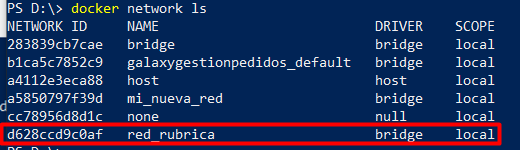 PS D:\> docker network ls
NETWORK ID     NAME                           DRIVER    SCOPE
283839cb7cae   bridge                         bridge    local
b1ca5c7852c9   galaxygestionpedidos_default   bridge    local
a4112e3eca88   host                           host      local
a5850797f39d   mi_nueva_red                   bridge    local
cc78956d8d1c   none                           null      local
d628ccd9c0af   red_rubrica                    bridge    local